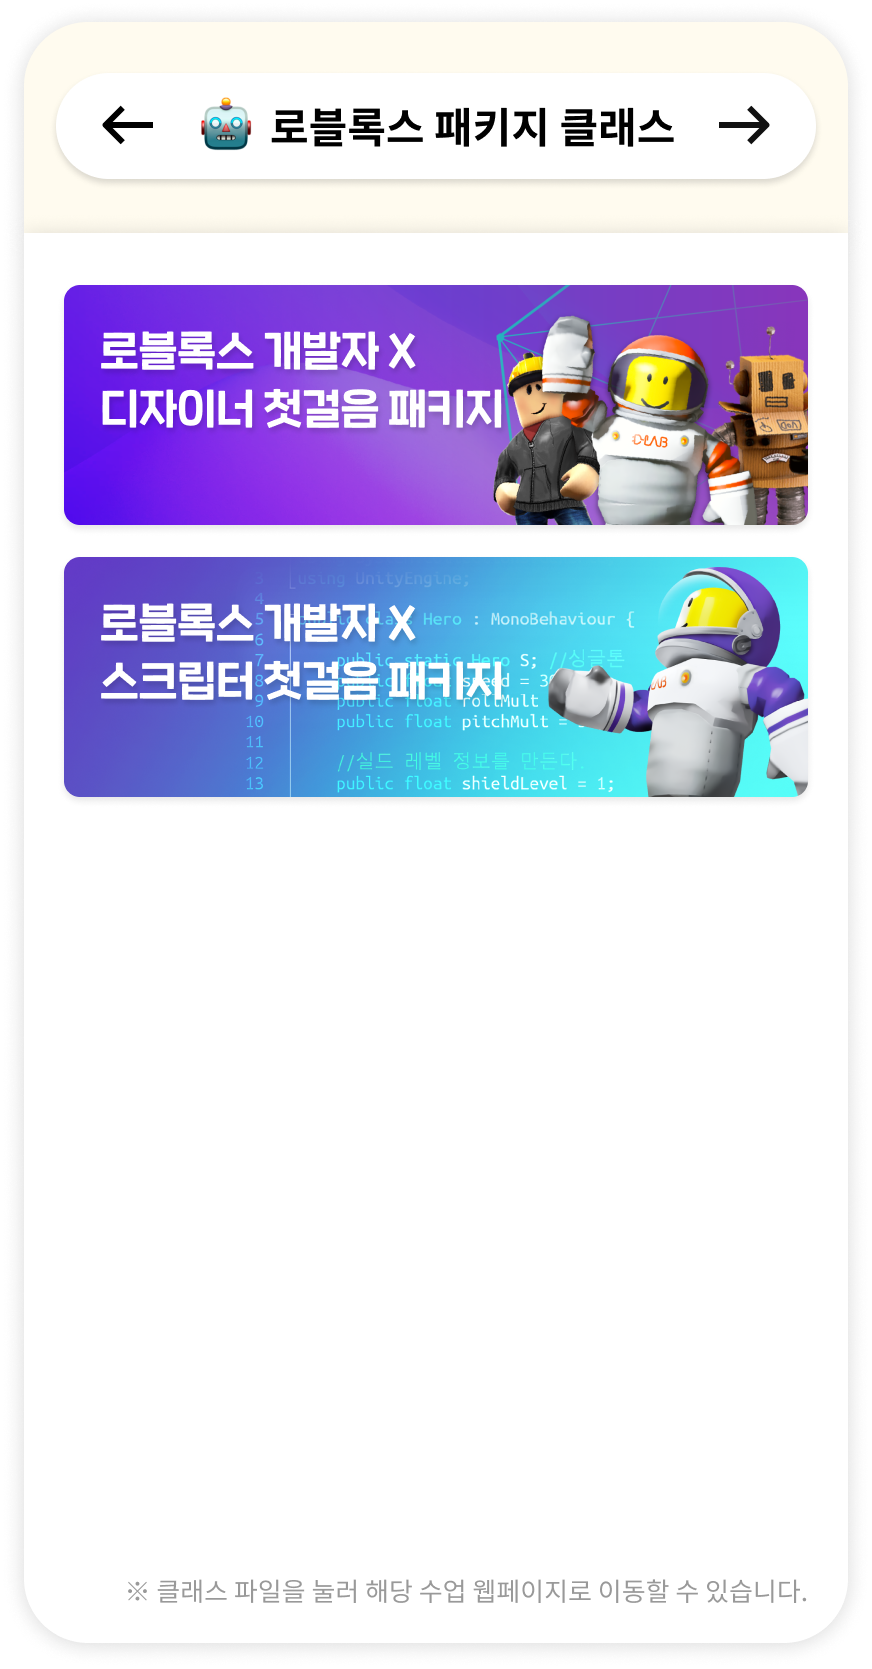 로블록스 패키지 클래스
로블록스 개발자 X
디자이너 첫걸음 패키지
D-LAB
로블록스 개발자 X
스크립터 첫걸음 패키지
3 using UnityEngine;
4
5 class Hero : MonoBehaviour {
6
7 public static Hero S; //싱글톤
8 speed = 30
9 public float rollMult
10 public float pitchMult =
11
12 //실드 레벨 정보를 만든다.
13 public float shieldLevel = 1;
※ 클래스 파일을 눌러 해당 수업 웹페이지로 이동할 수 있습니다.